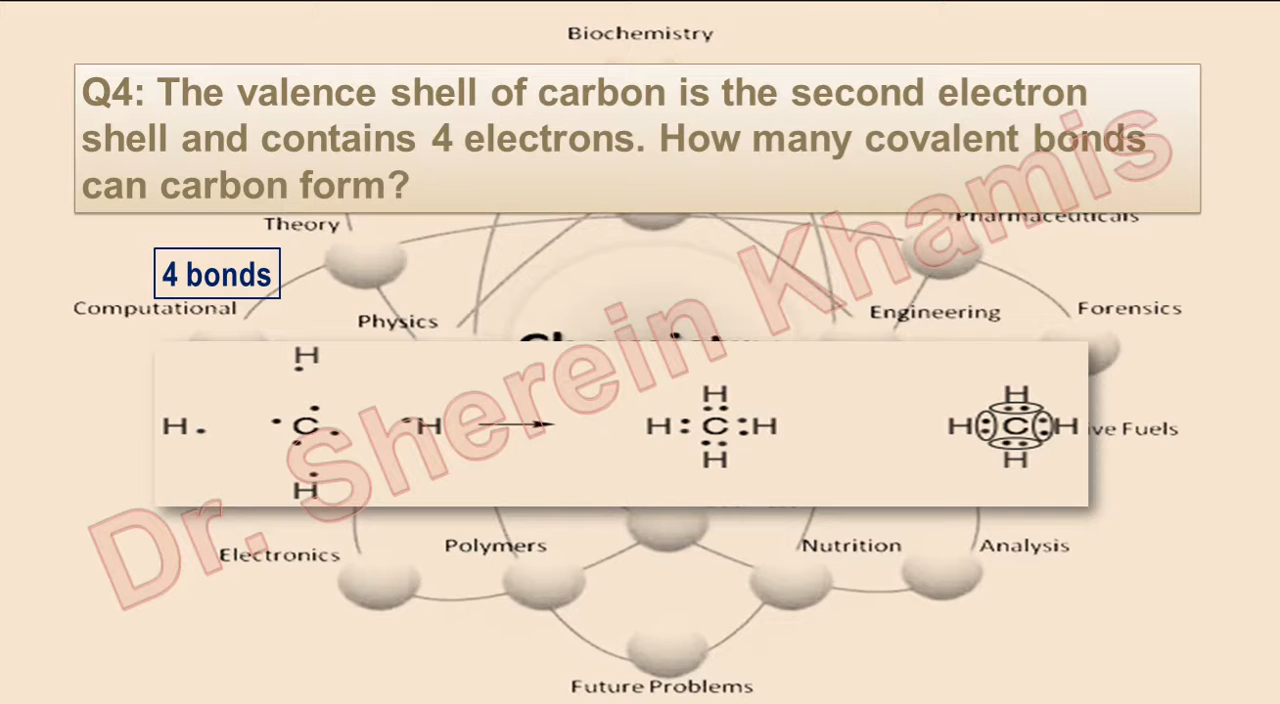 Biochemistry
Q4: The valence shell of carbon is the second electron
shell and contains 4 electrons. How many covalent bonds
can carbon form?
Theory
Pharmaceuticals
4 bonds
Computational
Physics
Engineering
Forensics
H
H C H
H
H
H : C : H
H
H
H : C : H
H
ve Fuels
Electronics
Polymers
Nutrition
Analysis
Future Problems
Dr. Sherein Khamis